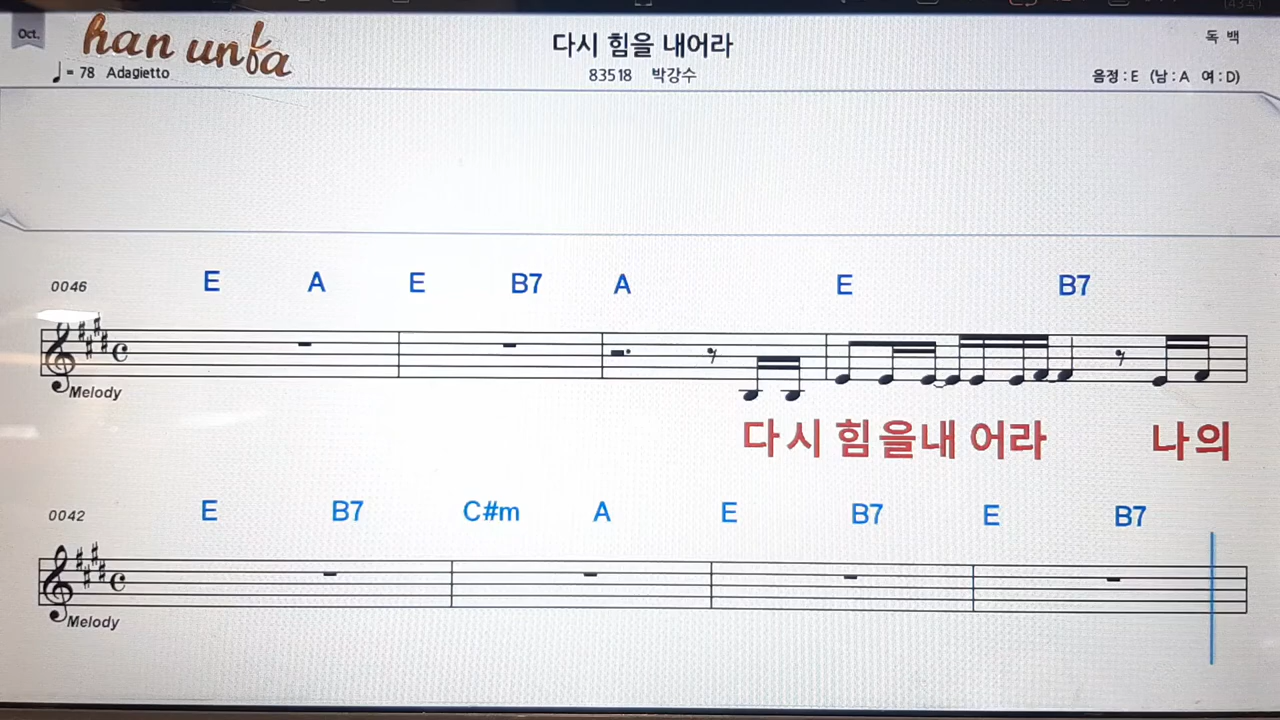 Oct.
han unfa
다시 힘을 내어라
독 백
♩= 78 Adagietto
83518 박강수
음정 : E (남 : A 여 : D)
0046 E A E B7 A E B7
Melody
다시 힘을내 어라 나의
0042 E B7 C#m A E B7 E B7
Melody